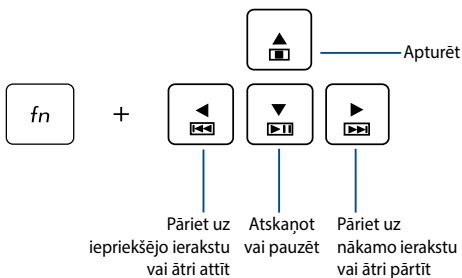 Apturēt
fn +
Pāriet uz
iepriekšējo ierakstu
vai ātri attīt
Atskaņot
vai pauzēt
Pāriet uz
nākamo ierakstu
vai ātri pārtīt